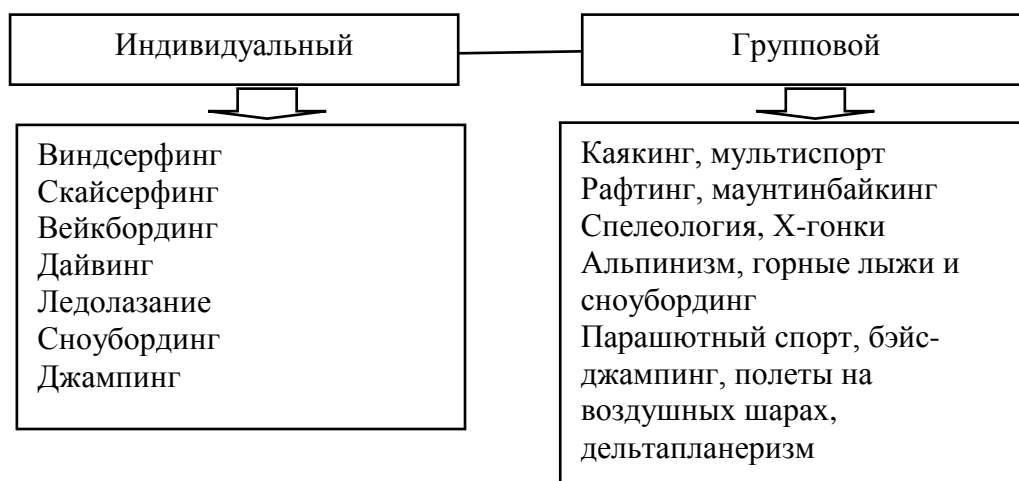 Индивидуальный
Групповой
Виндсерфинг
Скайсерфинг
Вейкбординг
Дайвинг
Ледолазание
Сноубординг
Джампинг
Каякинг, мультиспорт
Рафтинг, маунтинбайкинг
Спелеология, Х-гонки
Альпинизм, горные лыжи и
сноубординг
Парашютный спорт, бэйс-
джампинг, полеты на
воздушных шарах,
дельтапланеризм